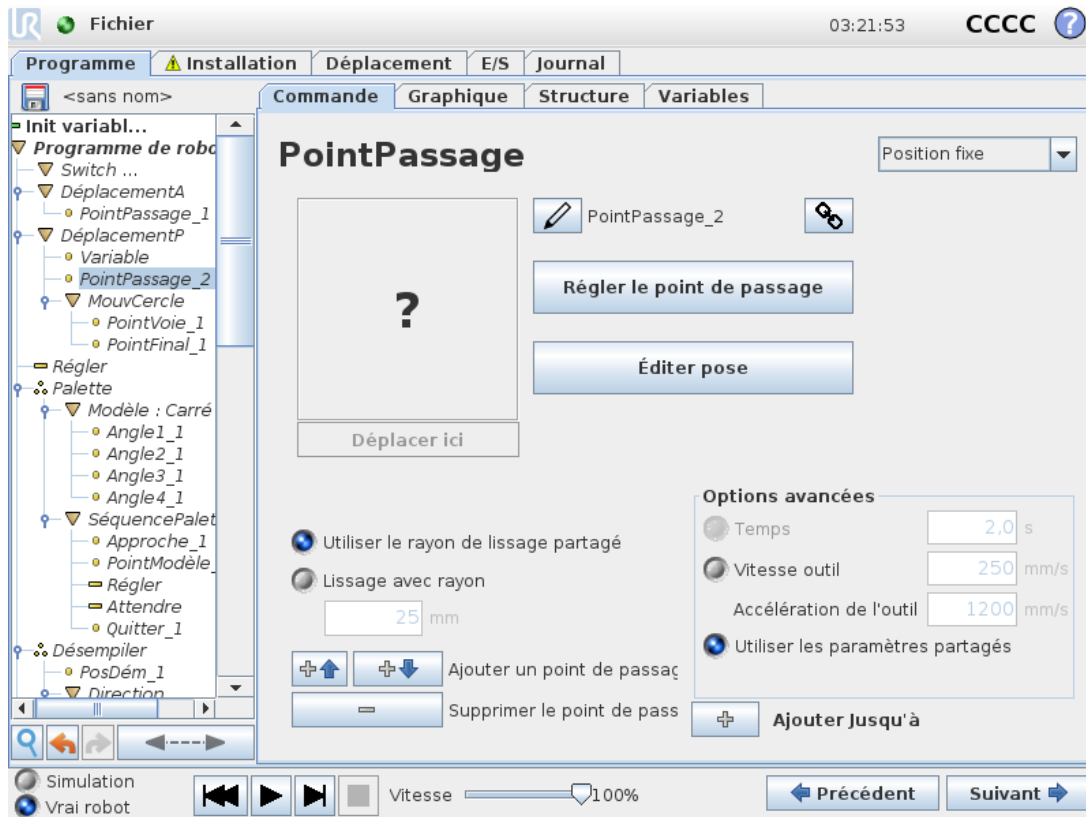 UR Fichier 03:21:53 CCCC ?
Programme Installation Déplacement E/S Journal
<sans nom>
Commande Graphique Structure Variables
Init variabl...
Programme de robo
Switch ...
DéplacementA
PointPassage_1
DéplacementP
Variable
PointPassage_2
MouvCercle
PointVoie_1
PointFinal_1
Régler
Palette
Modèle : Carré
Angle1_1
Angle2_1
Angle3_1
Angle4_1
SéquencePalet
Approche_1
PointModèle_
Régler
Attendre
Quitter_1
Désempiler
PosDém_1
Direction
PointPassage
Position fixe
?
Déplacer ici
PointPassage_2
Régler le point de passage
Éditer pose
Utiliser le rayon de lissage partagé
Lissage avec rayon
25 mm
Ajouter un point de passag
Supprimer le point de pass
Options avancées
Temps 2,0 s
Vitesse outil 250 mm/s
Accélération de l'outil 1200 mm/s
Utiliser les paramètres partagés
Ajouter Jusqu'à
Simulation
Vrai robot
Vitesse 100%
Précédent
Suivant